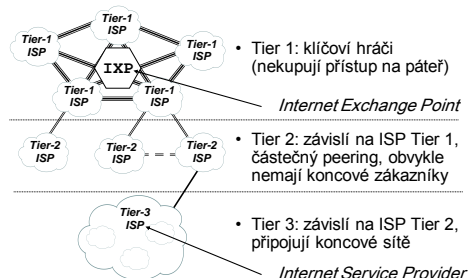 Tier-1
ISP
Tier-1
ISP
Tier-1
ISP
IXP
Tier-1
ISP
Tier-1
ISP
• Tier 1: klíčoví hráči
(nekupují přístup na páteř)
Internet Exchange Point
Tier-2
ISP
Tier-2
ISP
Tier-2
ISP
• Tier 2: závislí na ISP Tier 1,
částečný peering, obvykle
nemají koncové zákazníky
Tier-3
ISP
• Tier 3: závislí na ISP Tier 2,
připojují koncové sítě
Internet Service Provider